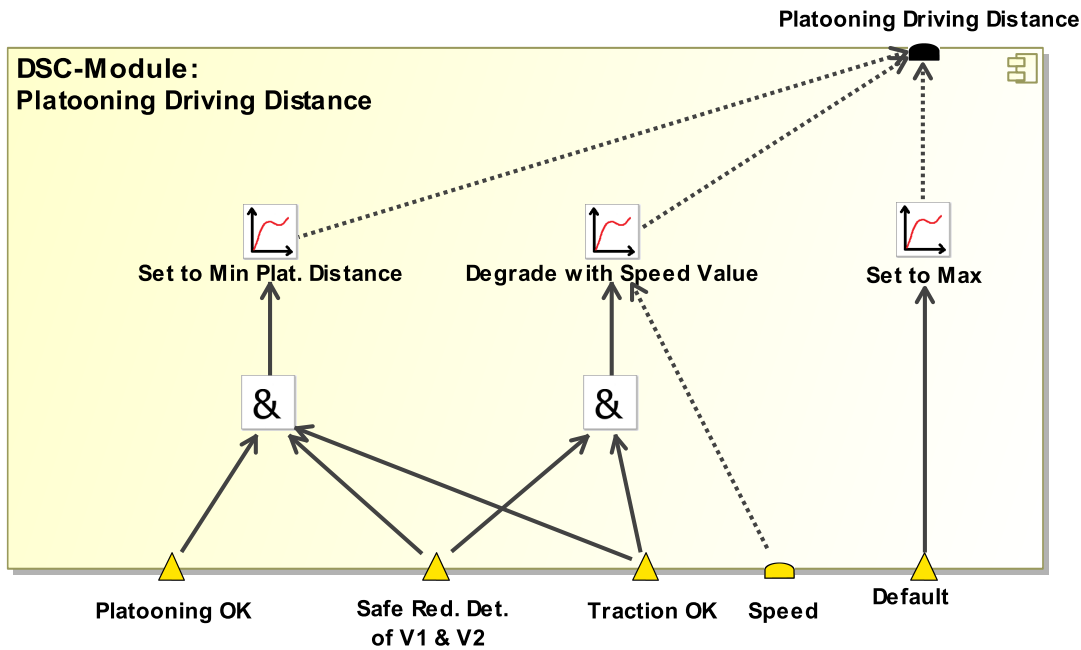 Platooning Driving Distance
DSC-Module:
Platooning Driving Distance
Set to Min Plat. Distance
Degrade with Speed Value
Set to Max
&
&
Platooning OK
Safe Red. Det.
of V1 & V2
Traction OK
Speed
Default